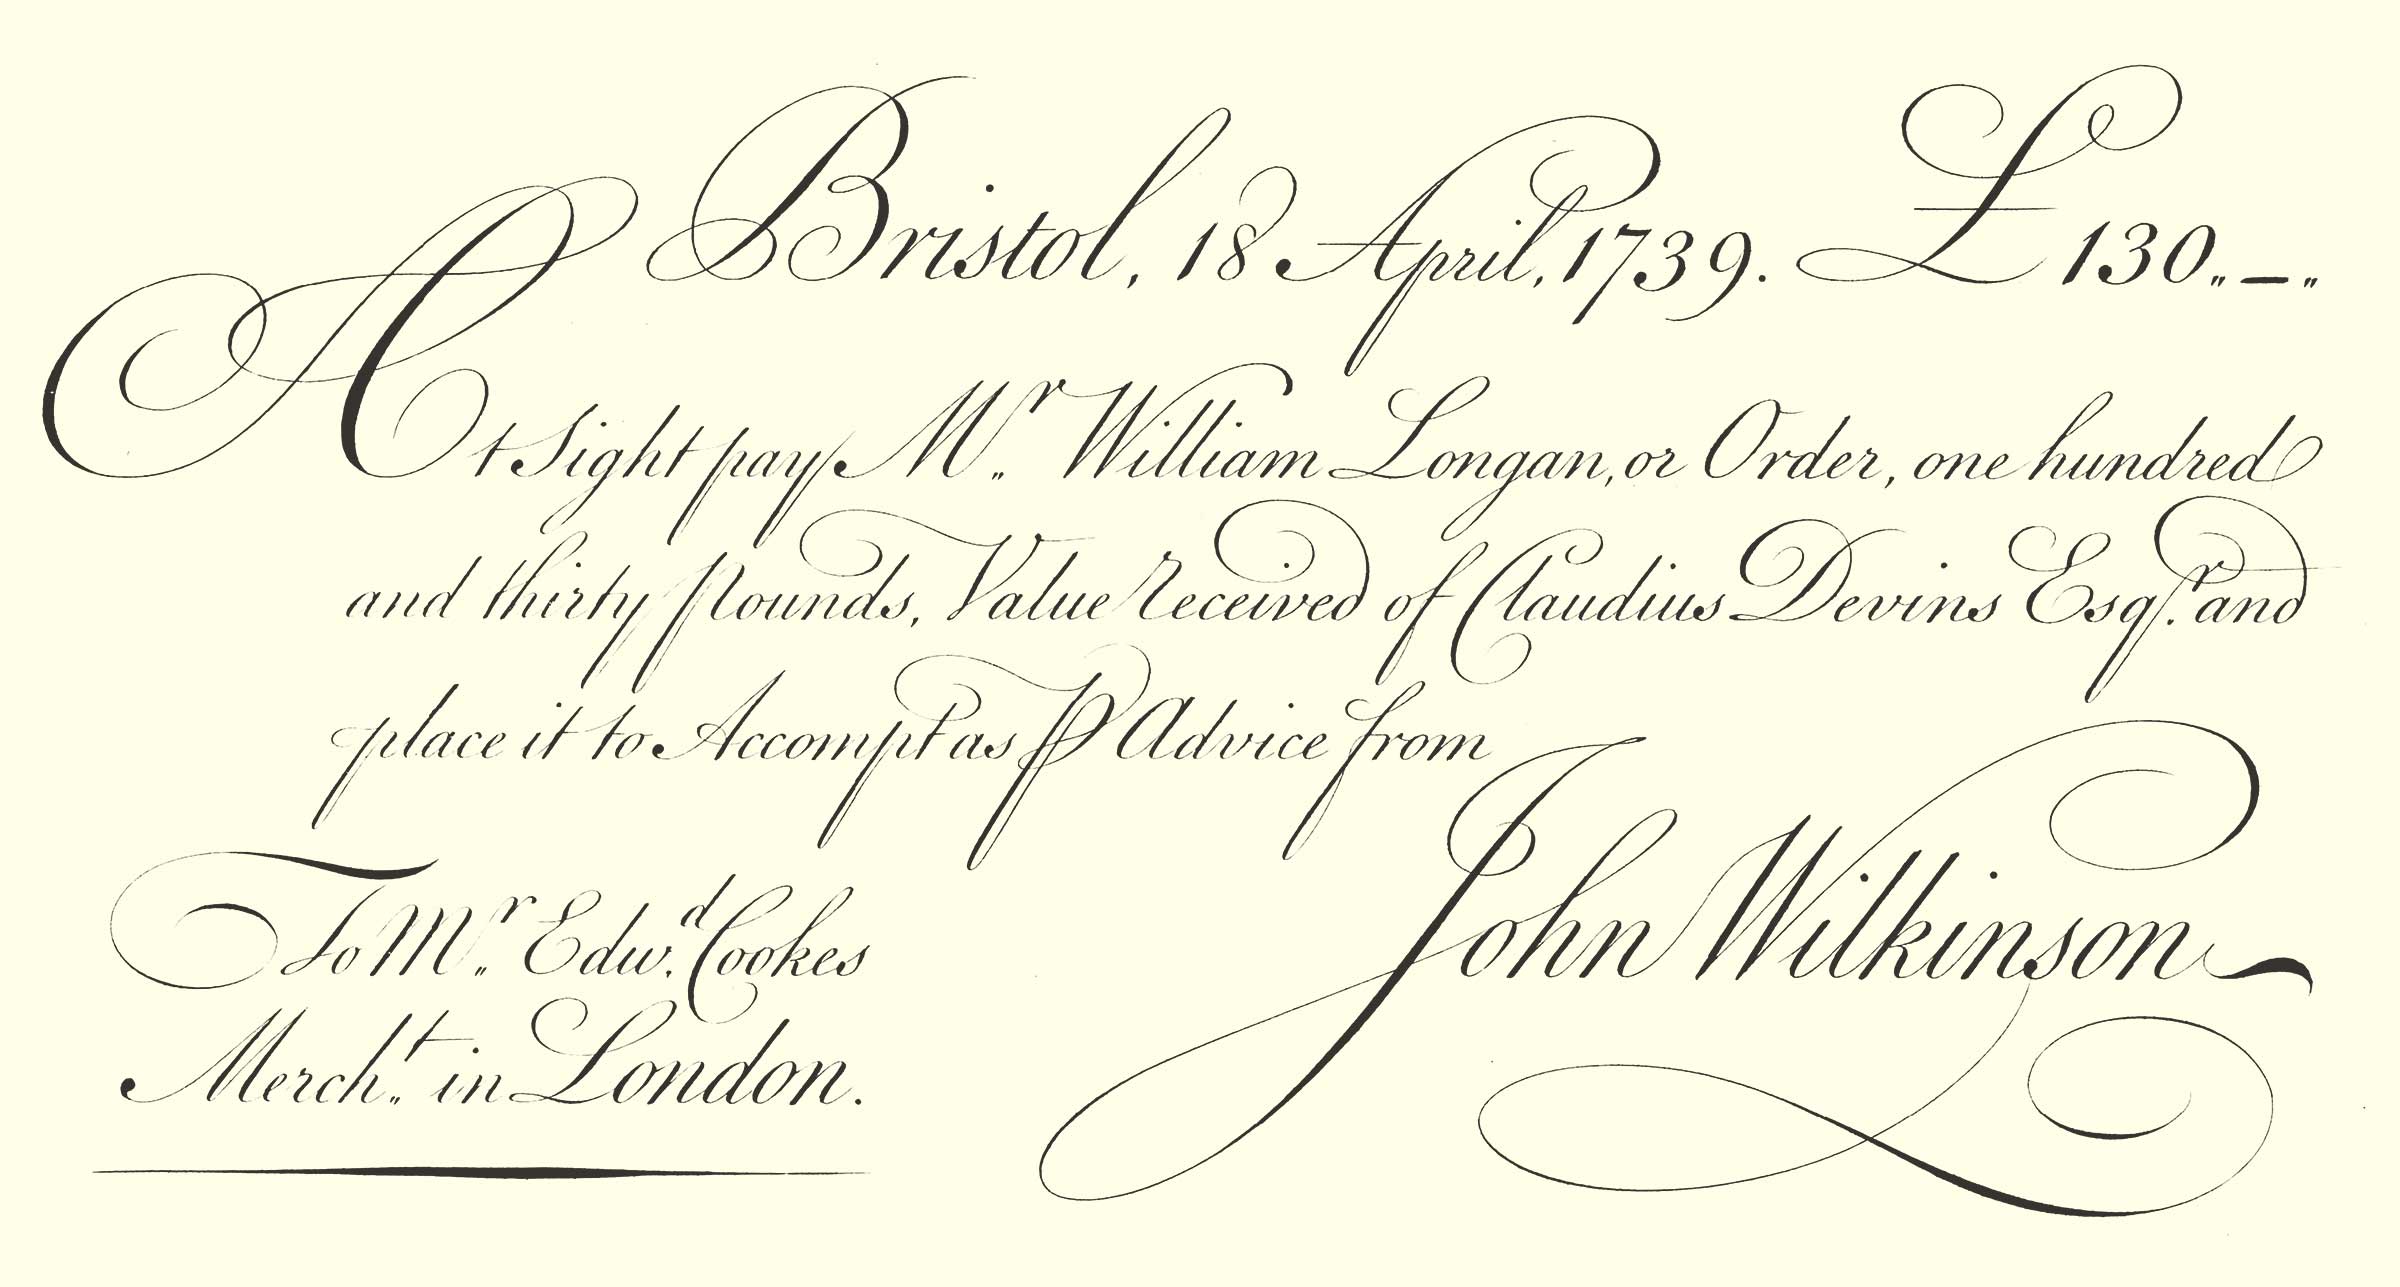 Bristol, 18 April, 1739. £ 130,,—,,
At Sight pay Mr,, William Longan, or Order, one hundred
and thirty Pounds, Value received of Claudius Devins Esqr. and
place it to Accompt as ⅌ Advice from
John Wilkinson
To Mr,, Edwd. Cookes
Mercht,, in London.